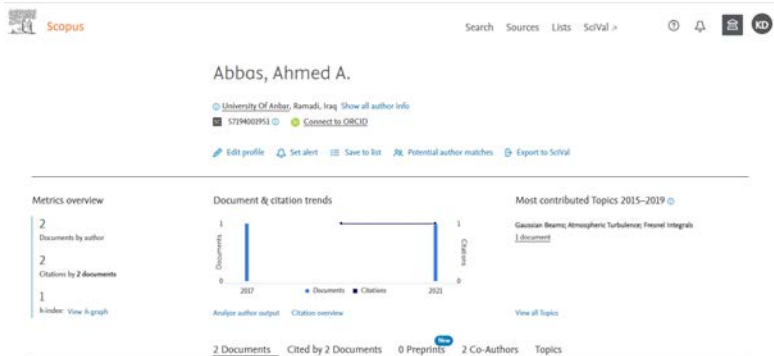 Scopus
Search Sources Lists SciVal KD
Abbas, Ahmed A.
University Of Anbar, Ramadi, Iraq Show all author info
57194001951 Connect to ORCID
Edit profile Set alert Save to list Potential author matches Export to SciVal
Metrics overview
2
Documents by author
2
Citations by 2 documents
1
h-index: View h-graph
Document & citation trends
1 1
Documents
Citations
0 0
2017 2021
Documents Citations
Analyze author output Citation overview
Most contributed Topics 2015–2019
Gaussian Beams; Atmospheric Turbulence; Fresnel Integrals
1 document
View all Topics
New
2 Documents Cited by 2 Documents 0 Preprints 2 Co-Authors Topics